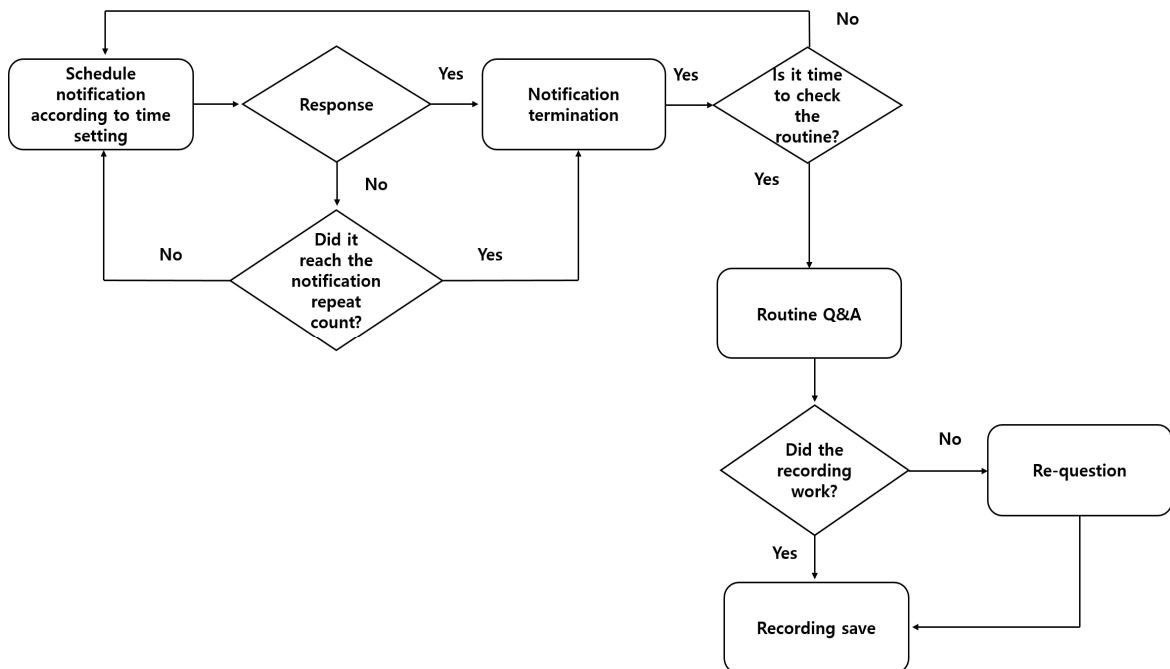 No
Schedule
notification
according to time
setting
Response
Yes
Notification
termination
Yes
Is it time
to check
the
routine?
No
Yes
No
Did it
reach the
notification
repeat
count?
Yes
Routine Q&A
Did the
recording
work?
No
Re-question
Yes
Recording save